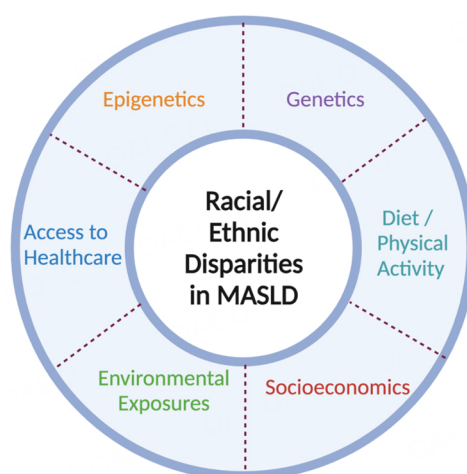 Epigenetics
Genetics
Racial/
Ethnic
Disparities
in MASLD
Access to
Healthcare
Diet /
Physical
Activity
Environmental
Exposures
Socioeconomics